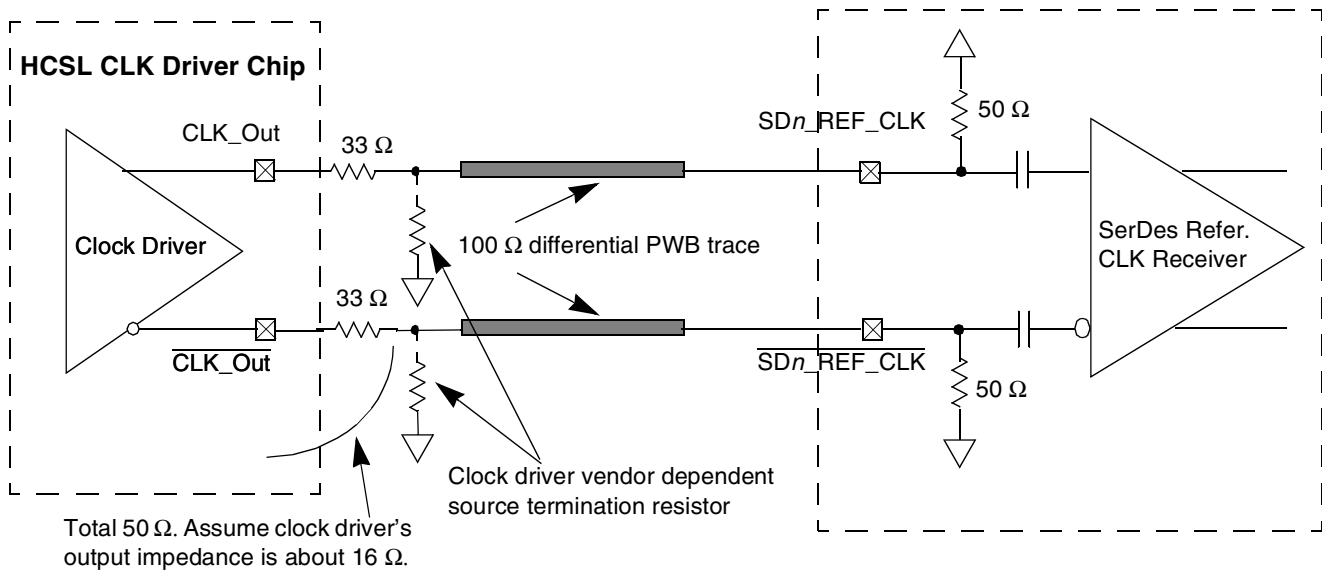 HCSL CLK Driver Chip
CLK_Out
33 Ω
SDn_REF_CLK
50 Ω
Clock Driver
100 Ω differential PWB trace
SerDes Refer.
CLK Receiver
33 Ω
CLK_Out
SDn_REF_CLK
50 Ω
Clock driver vendor dependent
source termination resistor
Total 50 Ω. Assume clock driver's
output impedance is about 16 Ω.